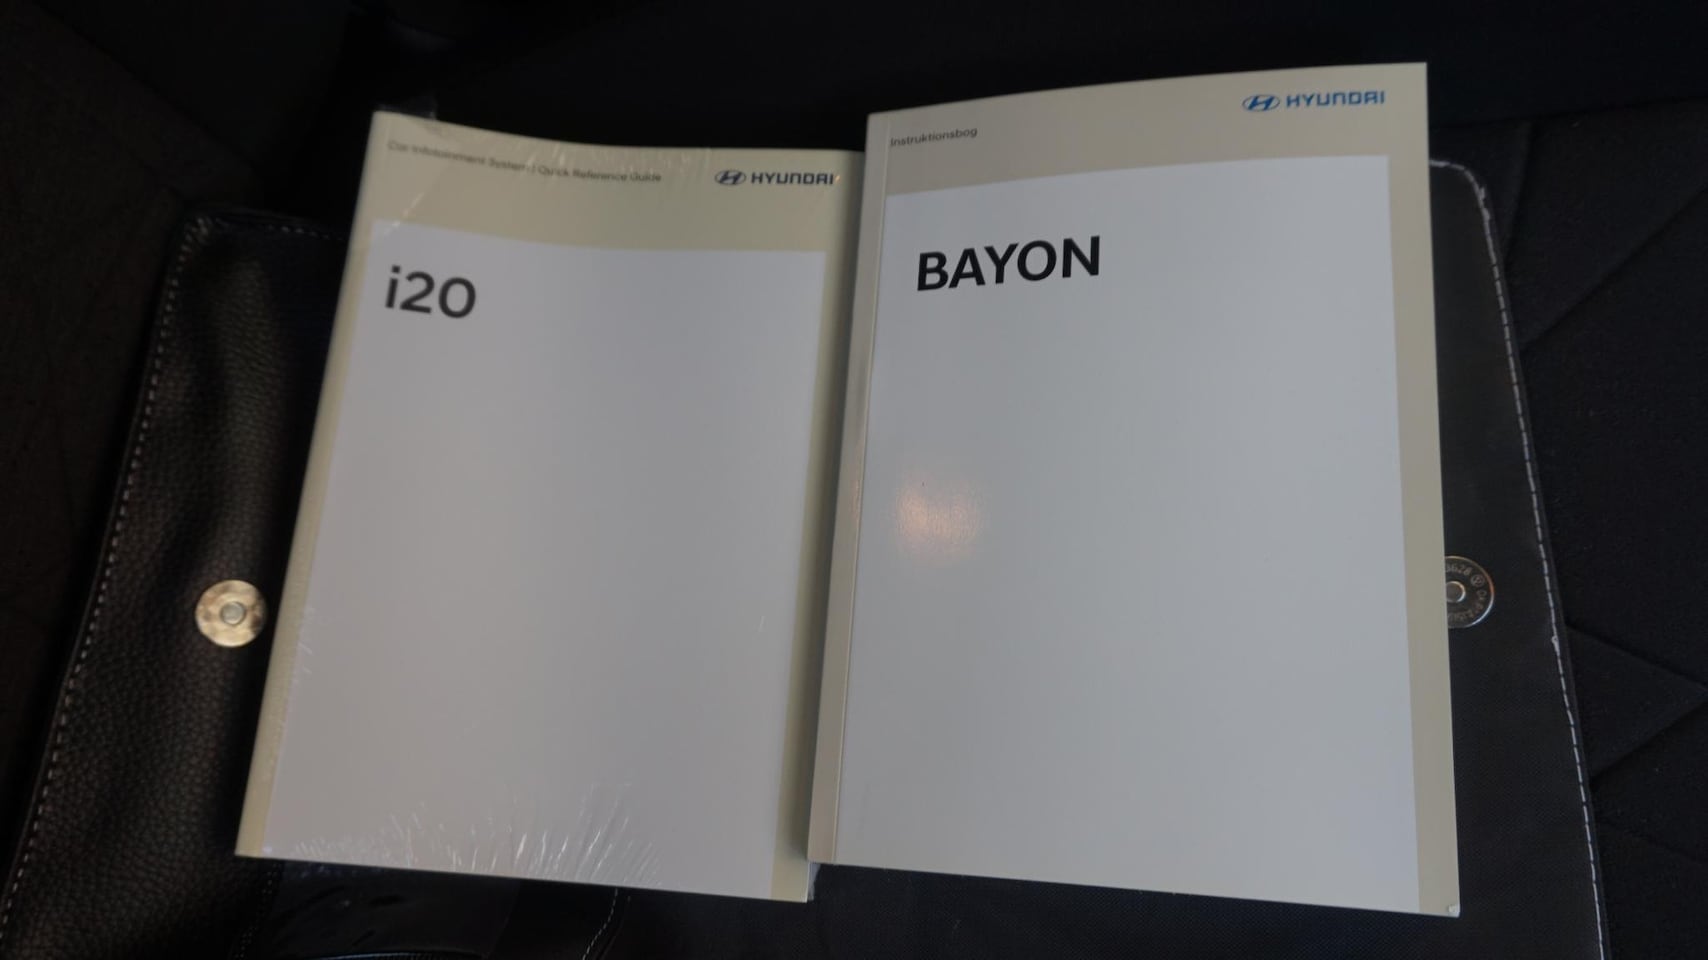 Car Infotainment System | Quick Reference Guide
HYUNDAI
i20
Instruktionsbog
HYUNDAI
BAYON